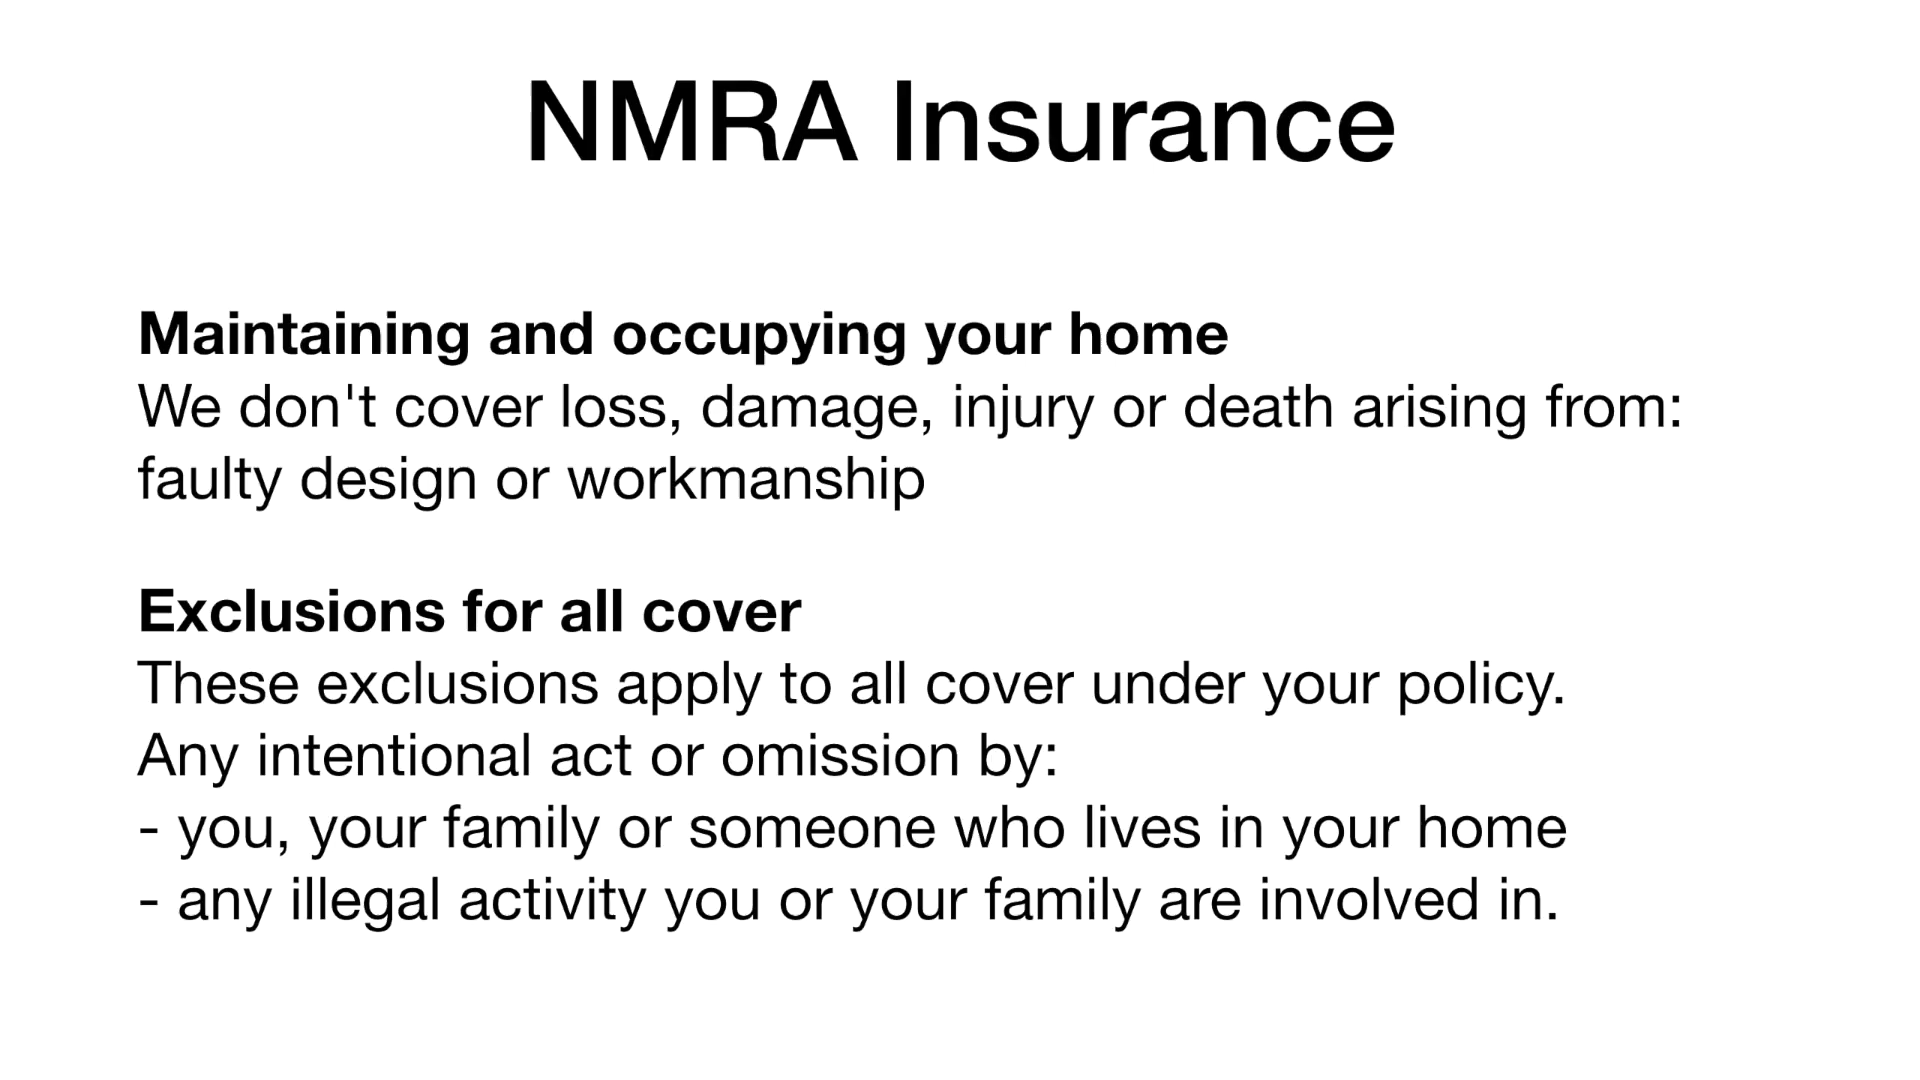 NMRA Insurance
Maintaining and occupying your home
We don't cover loss, damage, injury or death arising from:
faulty design or workmanship
Exclusions for all cover
These exclusions apply to all cover under your policy.
Any intentional act or omission by:
- you, your family or someone who lives in your home
- any illegal activity you or your family are involved in.